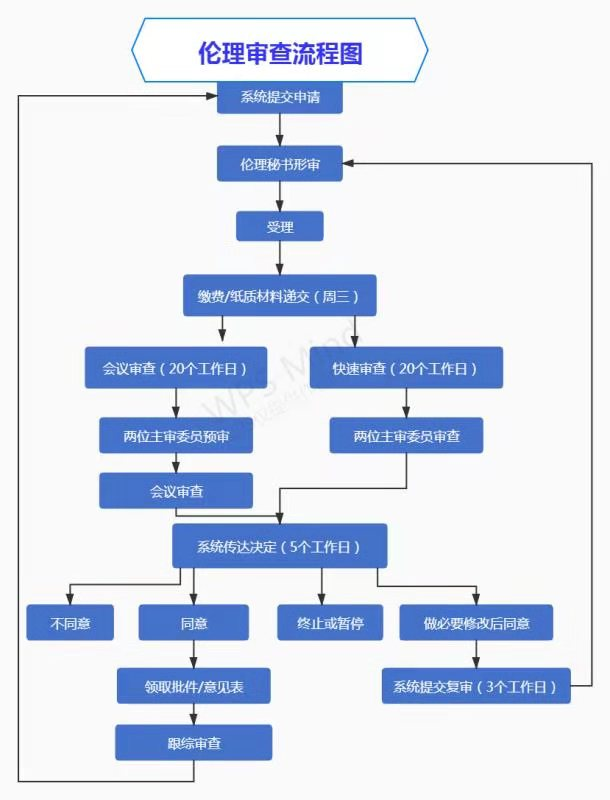 伦理审查流程图
系统提交申请
伦理秘书形审
受理
缴费/纸质材料递交（周三）
会议审查（20个工作日）
快速审查（20个工作日）
两位主审委员预审
两位主审委员审查
会议审查
系统传达决定（5个工作日）
不同意
同意
终止或暂停
做必要修改后同意
领取批件/意见表
系统提交复审（3个工作日）
跟综审查
WPS Mind